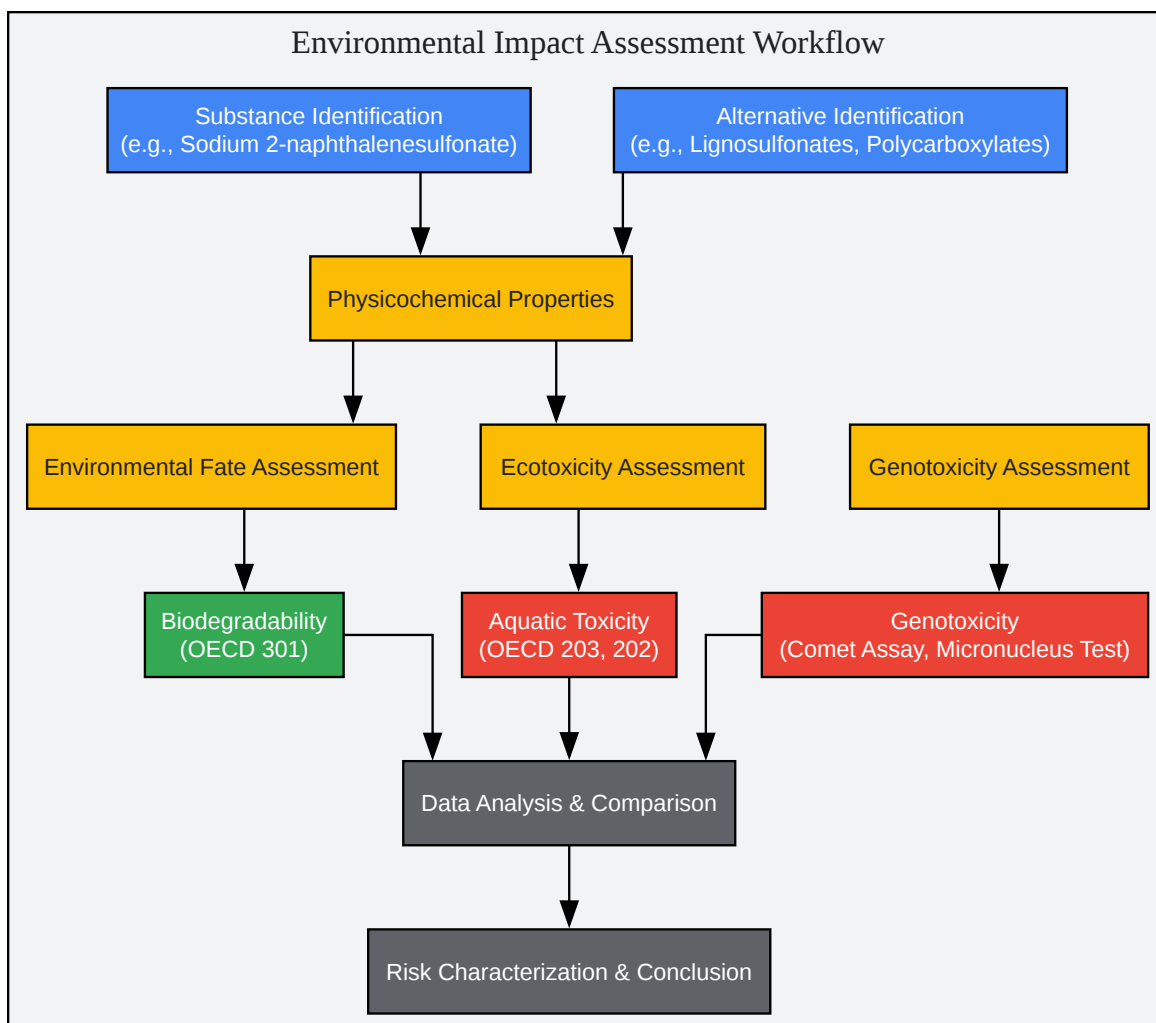 Environmental Impact Assessment Workflow
Substance Identification
(e.g., Sodium 2-naphthalenesulfonate)
Alternative Identification
(e.g., Lignosulfonates, Polycarboxylates)
Physicochemical Properties
Environmental Fate Assessment
Ecotoxicity Assessment
Genotoxicity Assessment
Biodegradability
(OECD 301)
Aquatic Toxicity
(OECD 203, 202)
Genotoxicity
(Comet Assay, Micronucleus Test)
Data Analysis & Comparison
Risk Characterization & Conclusion